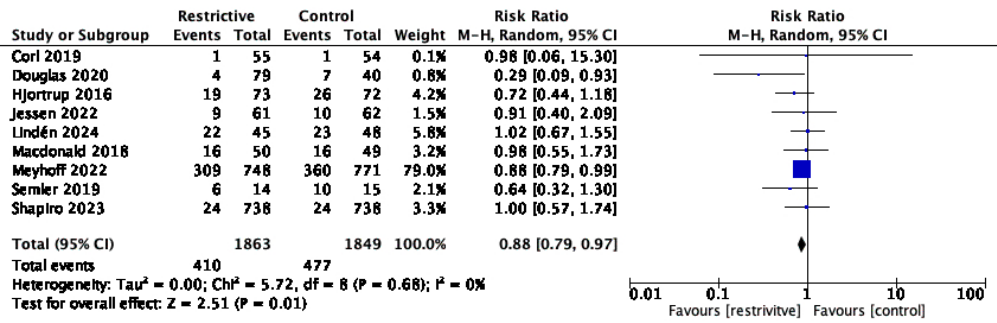 Restrictive Control Risk Ratio Risk Ratio
Study or Subgroup Events Total Events Total Weight M-H, Random, 95% CI M-H, Random, 95% CI
Corl 2019 1 55 1 54 0.1% 0.98 [0.06, 15.30]
Douglas 2020 4 79 7 40 0.8% 0.29 [0.09, 0.93]
Hjortrup 2016 19 73 26 72 4.2% 0.72 [0.44, 1.18]
Jessen 2022 9 61 10 62 1.5% 0.91 [0.40, 2.09]
Lindén 2024 22 45 23 48 5.8% 1.02 [0.67, 1.55]
Macdonald 2018 16 50 16 49 3.2% 0.98 [0.55, 1.73]
Meyhoff 2022 309 748 360 771 79.0% 0.88 [0.79, 0.99]
Semler 2019 6 14 10 15 2.1% 0.64 [0.32, 1.30]
Shapiro 2023 24 738 24 738 3.3% 1.00 [0.57, 1.74]
Total (95% CI) 1863 1849 100.0% 0.88 [0.79, 0.97]
Total events 410 477
Heterogeneity: Tau² = 0.00; Chi² = 5.72, df = 8 (P = 0.68); I² = 0%
Test for overall effect: Z = 2.51 (P = 0.01)
0.01 0.1 1 10 100
Favours [restrivitve] Favours [control]